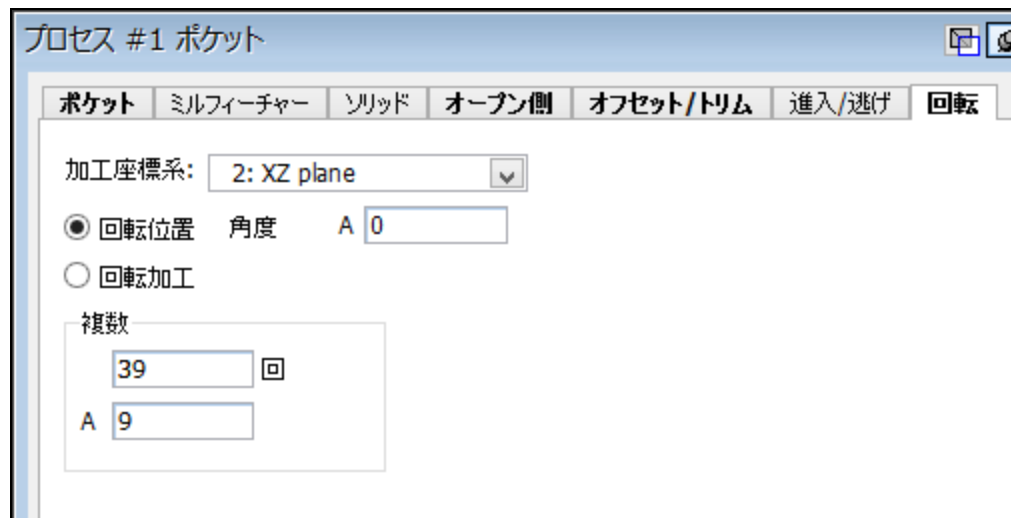 プロセス #1 ポケット
ポケット ミルフィーチャー ソリッド オープン側 オフセット/トリム 進入/逃げ 回転
加工座標系: 2: XZ plane
回転位置 角度 A 0
回転加工
複数
39 回
A 9